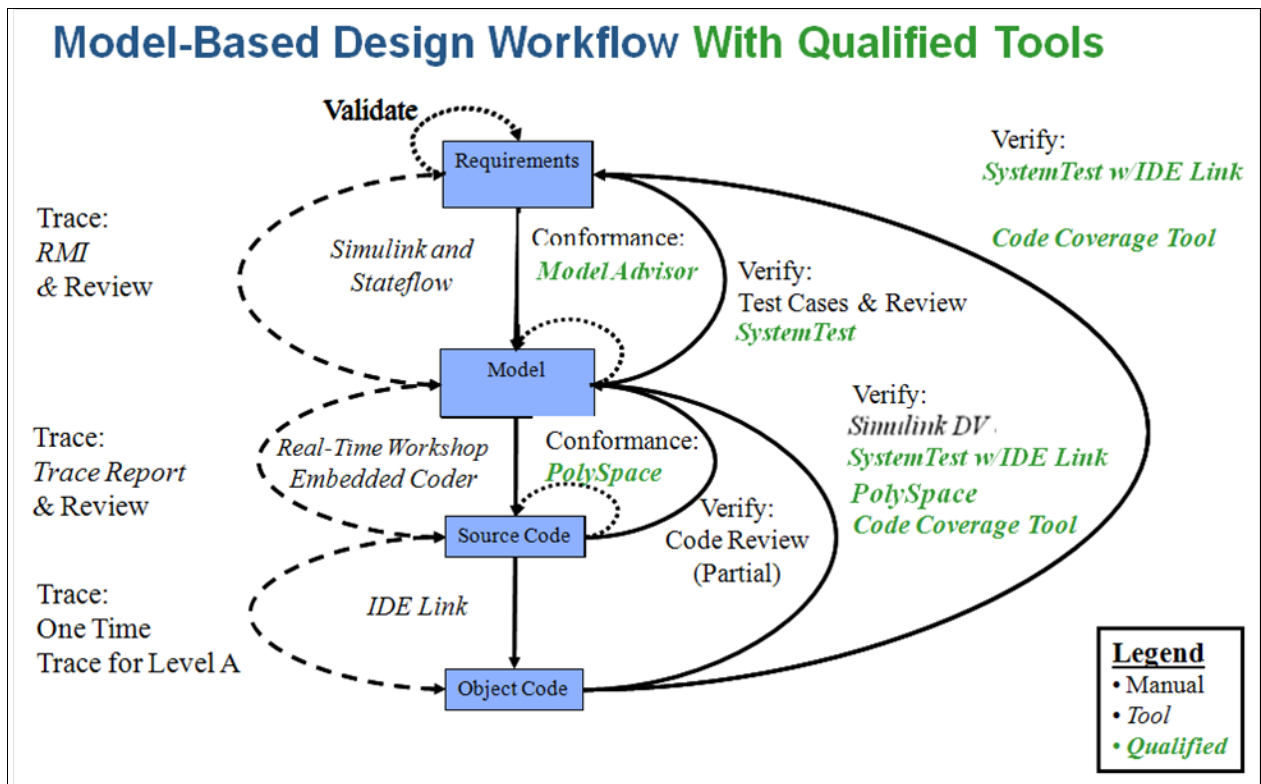 Model-Based Design Workflow With Qualified Tools
Validate
Requirements
Verify:
SystemTest w/IDE Link
Code Coverage Tool
Trace:
RMI
& Review
Simulink and
Stateflow
Conformance:
Model Advisor
Verify:
Test Cases & Review
SystemTest
Model
Verify:
Simulink DV
SystemTest w/IDE Link
PolySpace
Code Coverage Tool
Trace:
Trace Report
& Review
Real-Time Workshop
Embedded Coder
Conformance:
PolySpace
Verify:
Code Review
(Partial)
Source Code
Trace:
One Time
Trace for Level A
IDE Link
Object Code
Legend
• Manual
• Tool
• Qualified